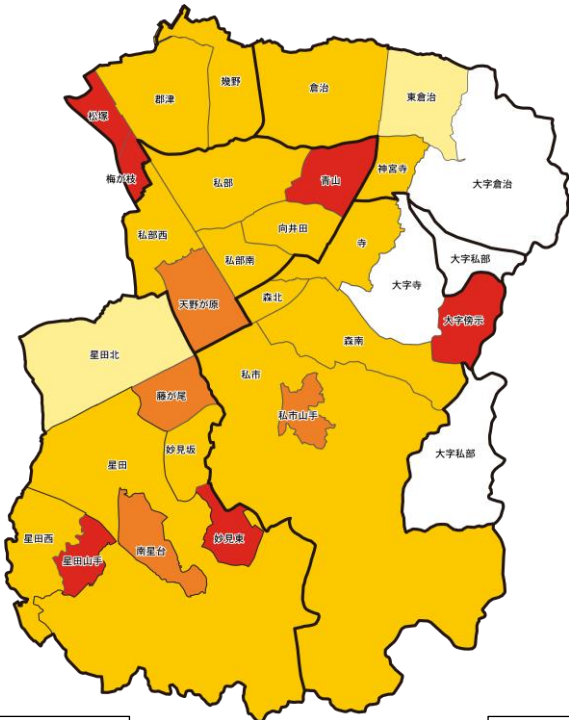 松塚
郡津
幾野
倉治
東倉治
梅が枝
私部
青山
神宮寺
大字倉治
私部西
向井田
寺
私部南
大字私部
天野が原
森北
大字寺
大字傍示
星田北
私市
森南
藤が尾
私市山手
妙見坂
大字私部
星田
星田西
星田山手
南星台
妙見東